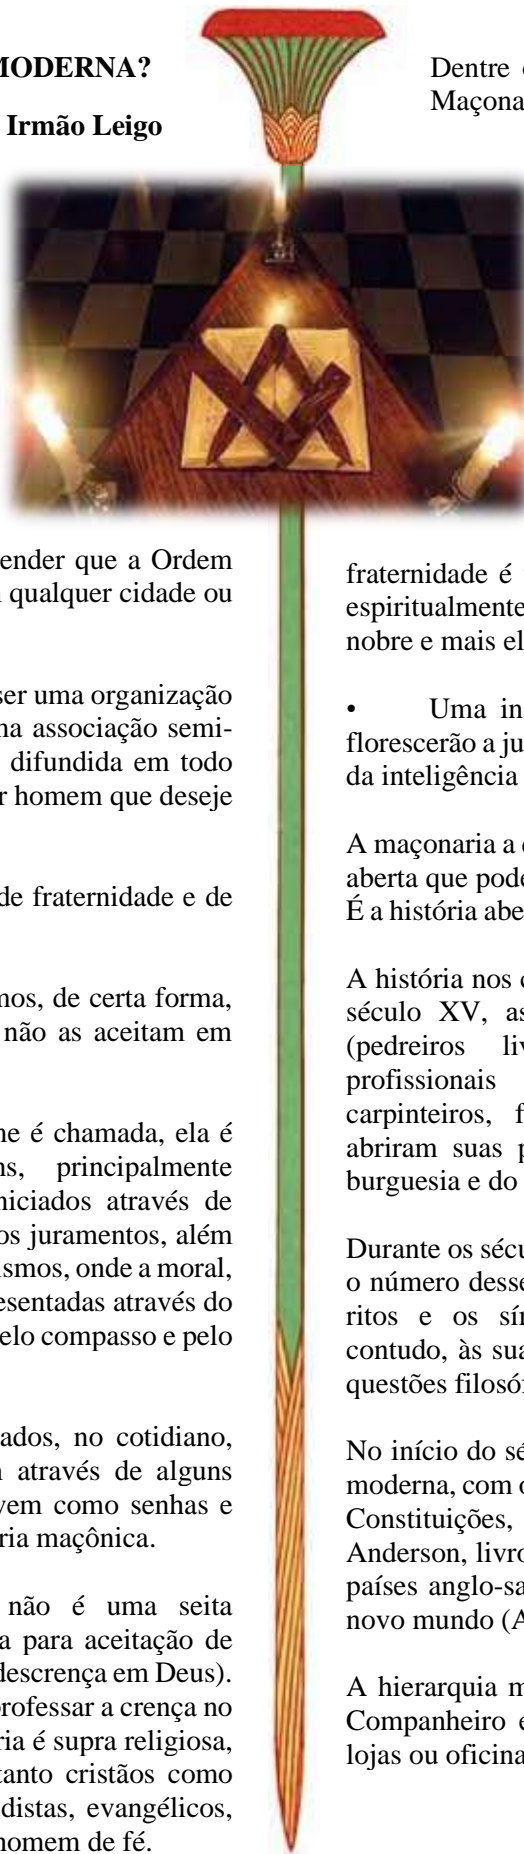 MODERNA?
Irmão Leigo
ender que a Ordem
qualquer cidade ou
ser uma organização
na associação semi-
difundida em todo
r homem que deseje
de fraternidade e de
nos, de certa forma,
não as aceitam em
ne é chamada, ela é
ns, principalmente
niciados através de
os juramentos, além
ismos, onde a moral,
esentadas através do
elo compasso e pelo
ados, no cotidiano,
através de alguns
vem como senhas e
ria maçônica.
não é uma seita
a para aceitação de
descrença em Deus).
professar a crença no
ria é supra religiosa,
tanto cristãos como
distas, evangélicos,
homem de fé.
Dentre
Maçona
fraternidade é
espiritualmente
nobre e mais el
• Uma in
florescerão a ju
da inteligência
A maçonaria a
aberta que pode
É a história abe
A história nos
século XV, as
(pedreiros liv
profissionais
carpinteiros, f
abriram suas p
burguesia e do
Durante os sécu
o número desse
ritos e os sím
contudo, às sua
questões filosóf
No início do sé
moderna, com o
Constituições,
Anderson, livro
países anglo-sa
novo mundo (A
A hierarquia m
Companheiro e
lojas ou oficina